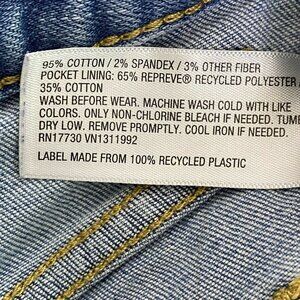 95% COTTON / 2% SPANDEX / 3% OTHER FIBER
POCKET LINING: 65% REPREVE® RECYCLED POLYESTER /
35% COTTON
WASH BEFORE WEAR. MACHINE WASH COLD WITH LIKE
COLORS. ONLY NON-CHLORINE BLEACH IF NEEDED. TUMB
DRY LOW. REMOVE PROMPTLY. COOL IRON IF NEEDED.
RN17730 VN1311992
LABEL MADE FROM 100% RECYCLED PLASTIC